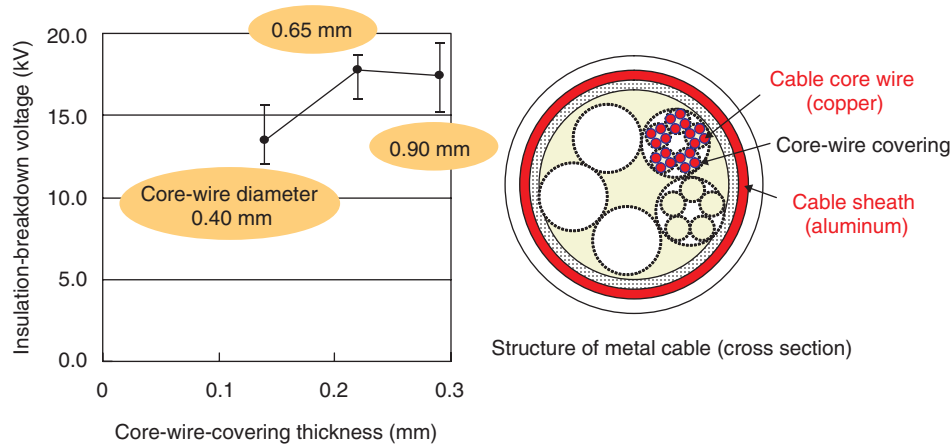 Insulation-breakdown voltage (kV)
20.0
15.0
10.0
5.0
0.0
0
0.1
0.2
0.3
Core-wire-covering thickness (mm)
0.65 mm
0.90 mm
Core-wire diameter
0.40 mm
Cable core wire
(copper)
Core-wire covering
Cable sheath
(aluminum)
Structure of metal cable (cross section)